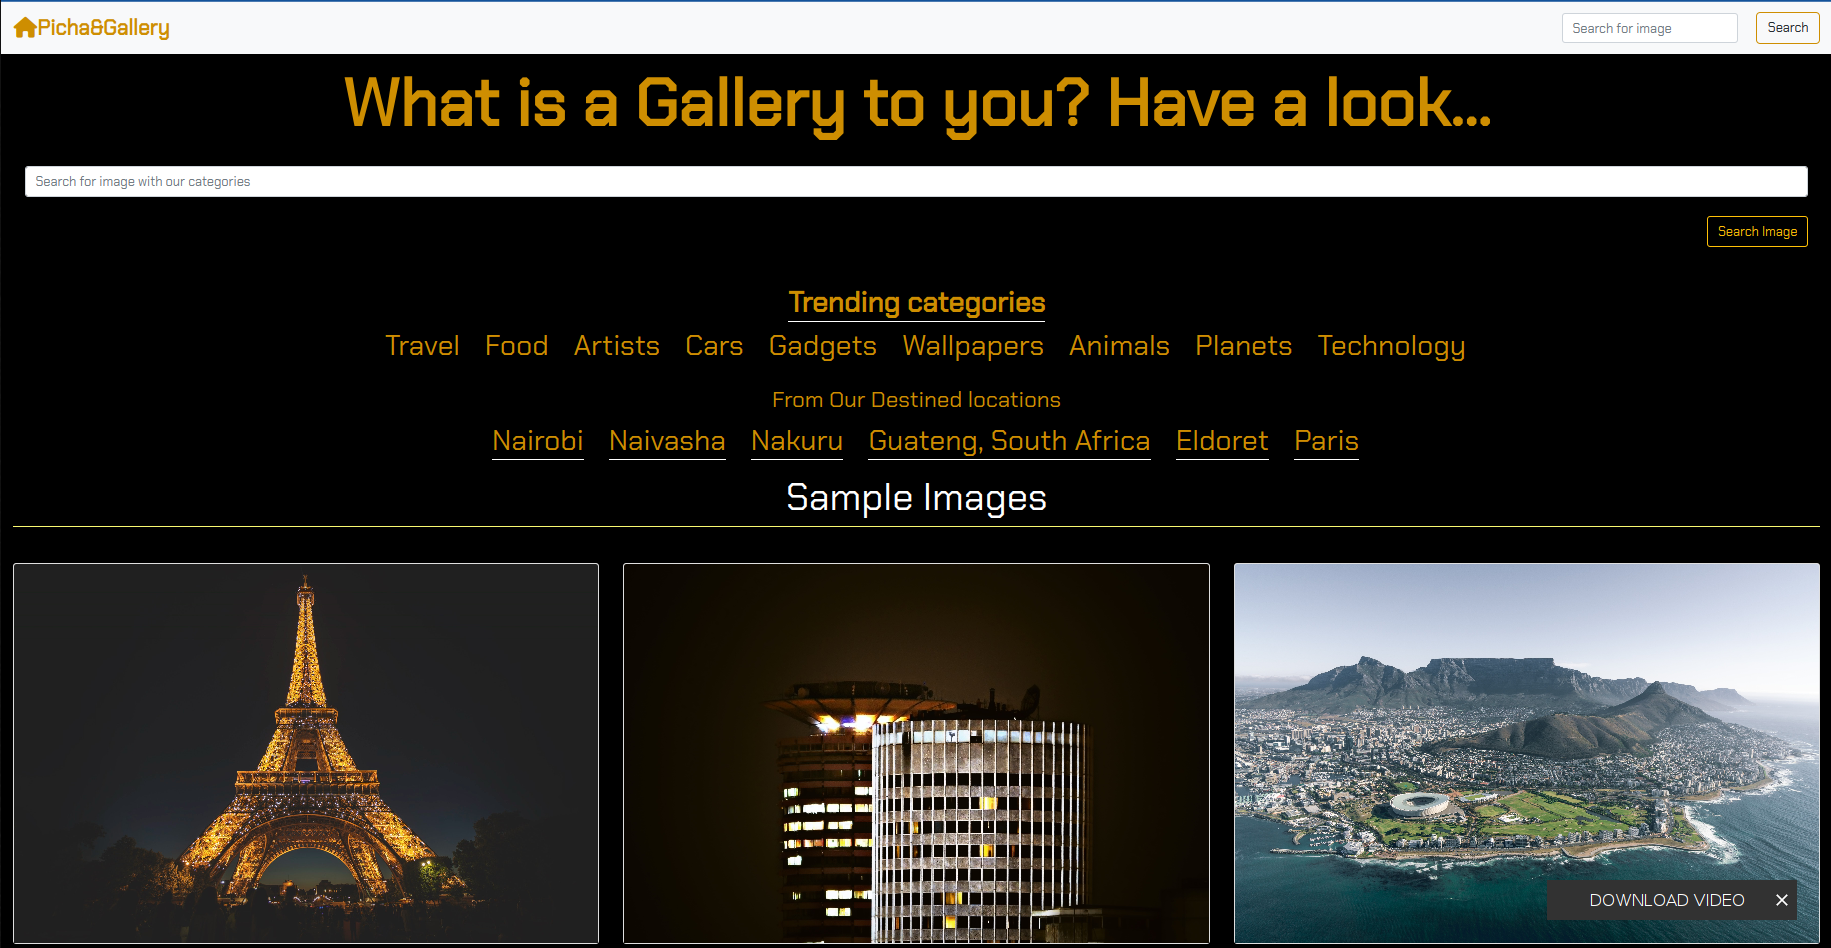 Picha&Gallery
Search for image
Search
What is a Gallery to you? Have a look...
Search for image with our categories
Search Image
Trending categories
Travel Food Artists Cars Gadgets Wallpapers Animals Planets Technology
From Our Destined locations
Nairobi Naivasha Nakuru Guateng, South Africa Eldoret Paris
Sample Images
DOWNLOAD VIDEO ×